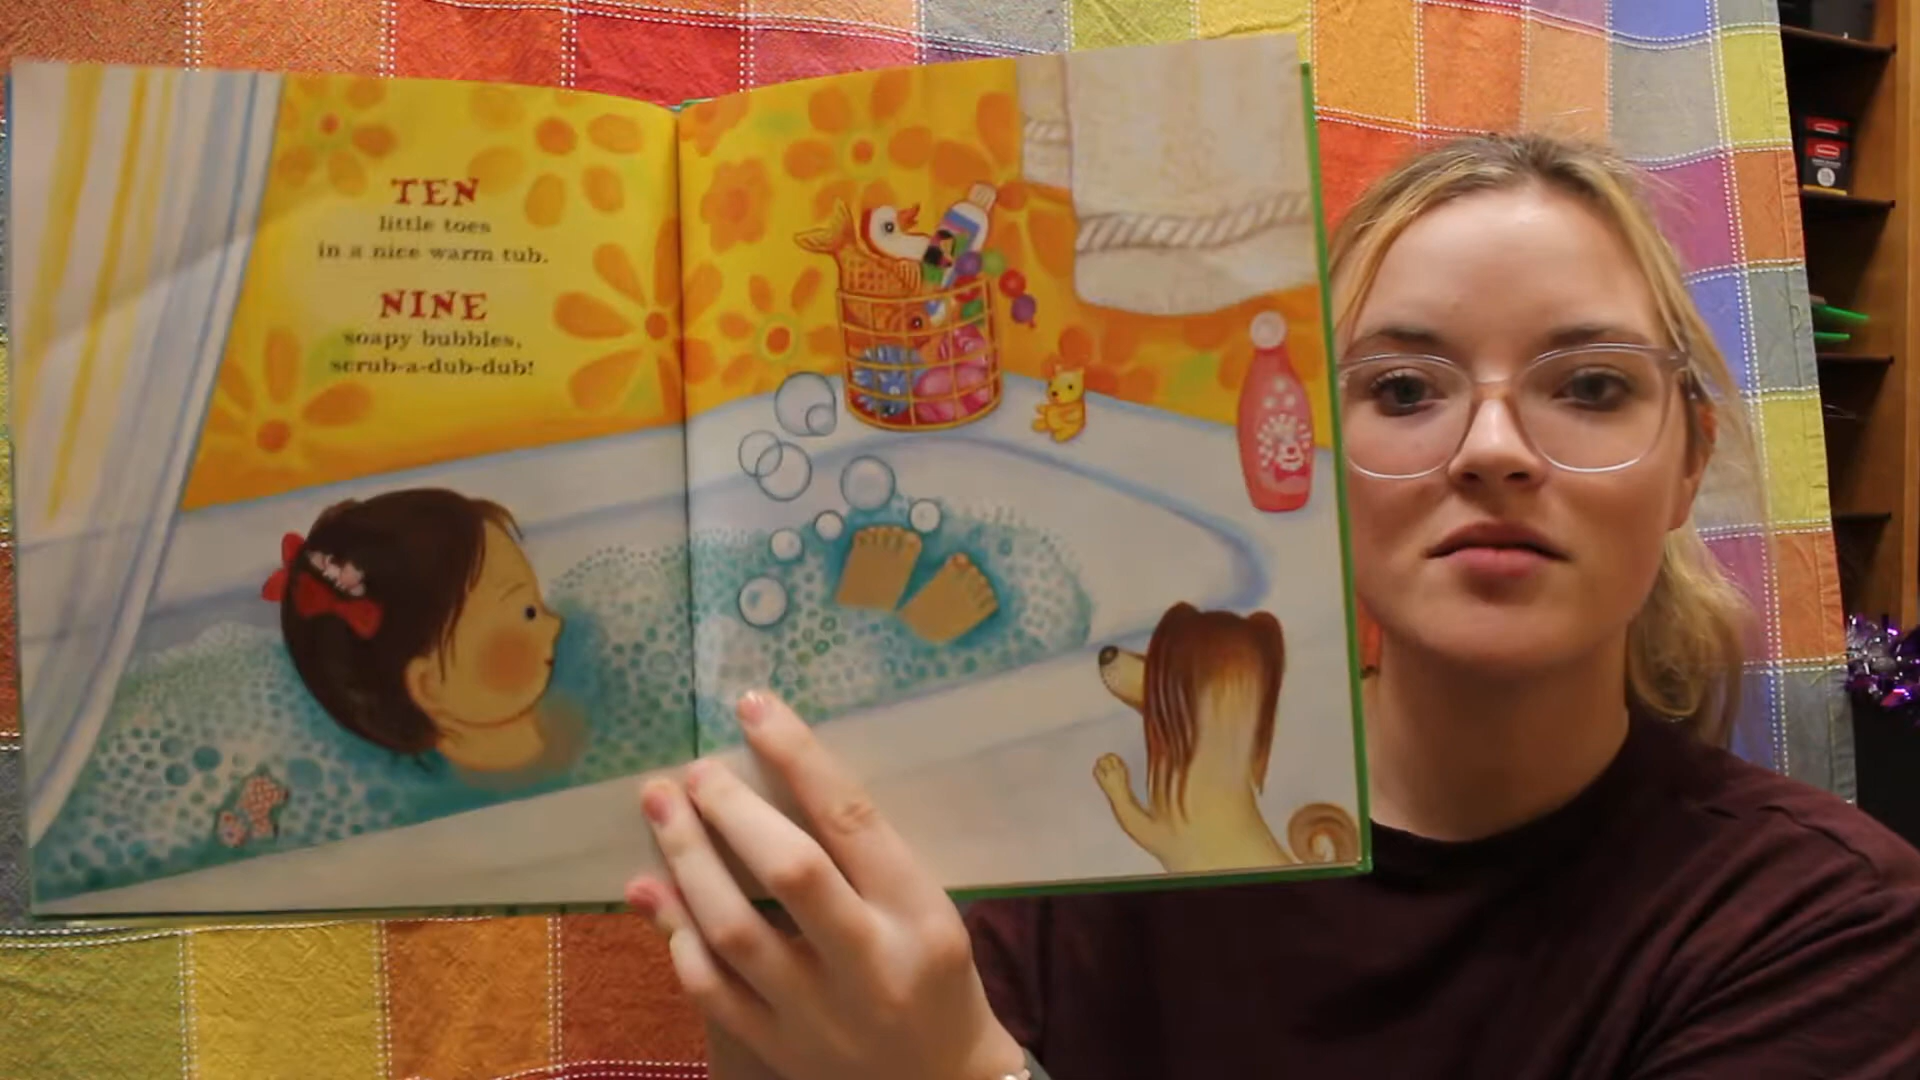 TEN
little toes
in a nice warm tub.
NINE
soapy bubbles,
scrub-a-dub-dub!